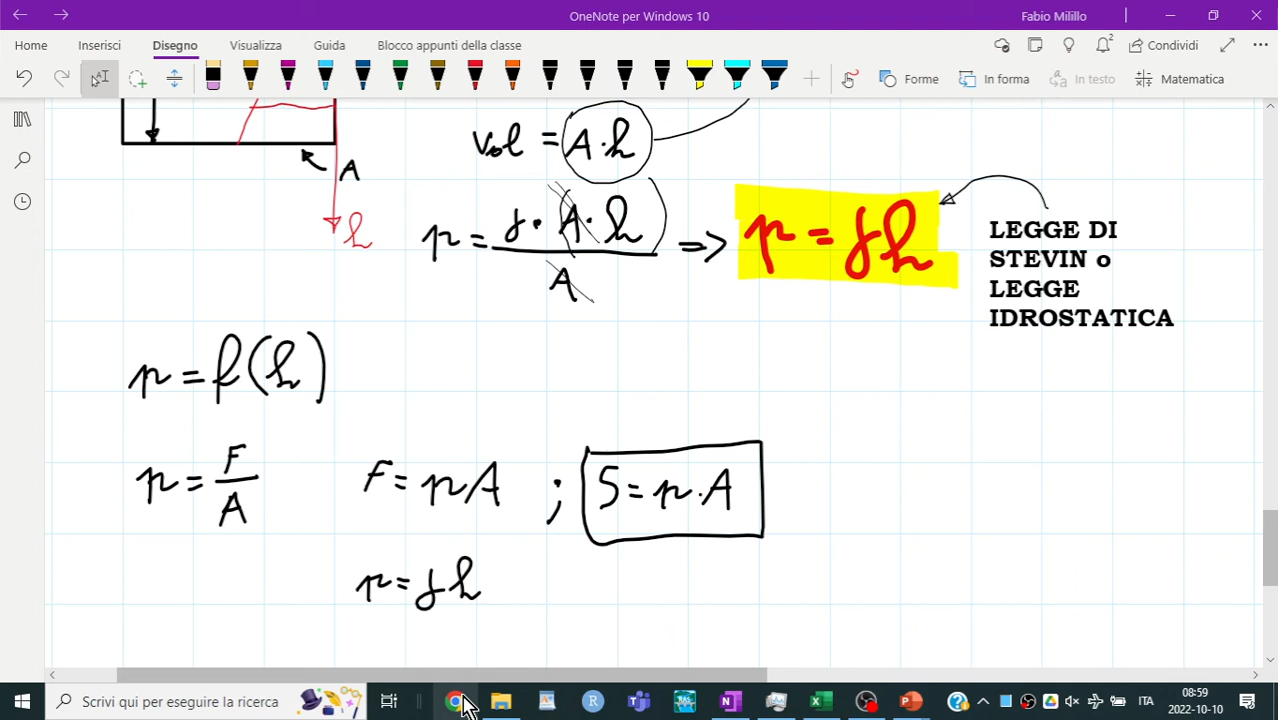 OneNote per Windows 10
Fabio Milillo
Home Inserisci Disegno Visualizza Guida Blocco appunti della classe
2
Condividi
Forme In forma In testo Matematica
Vol = A·h
A
h
p = γ·A·h / A => p = γh
LEGGE DI
STEVIN o
LEGGE
IDROSTATICA
p = f(h)
p = F / A F = pA ; S = p·A
p = γh
Scrivi qui per eseguire la ricerca
ITA
08:59
2022-10-10